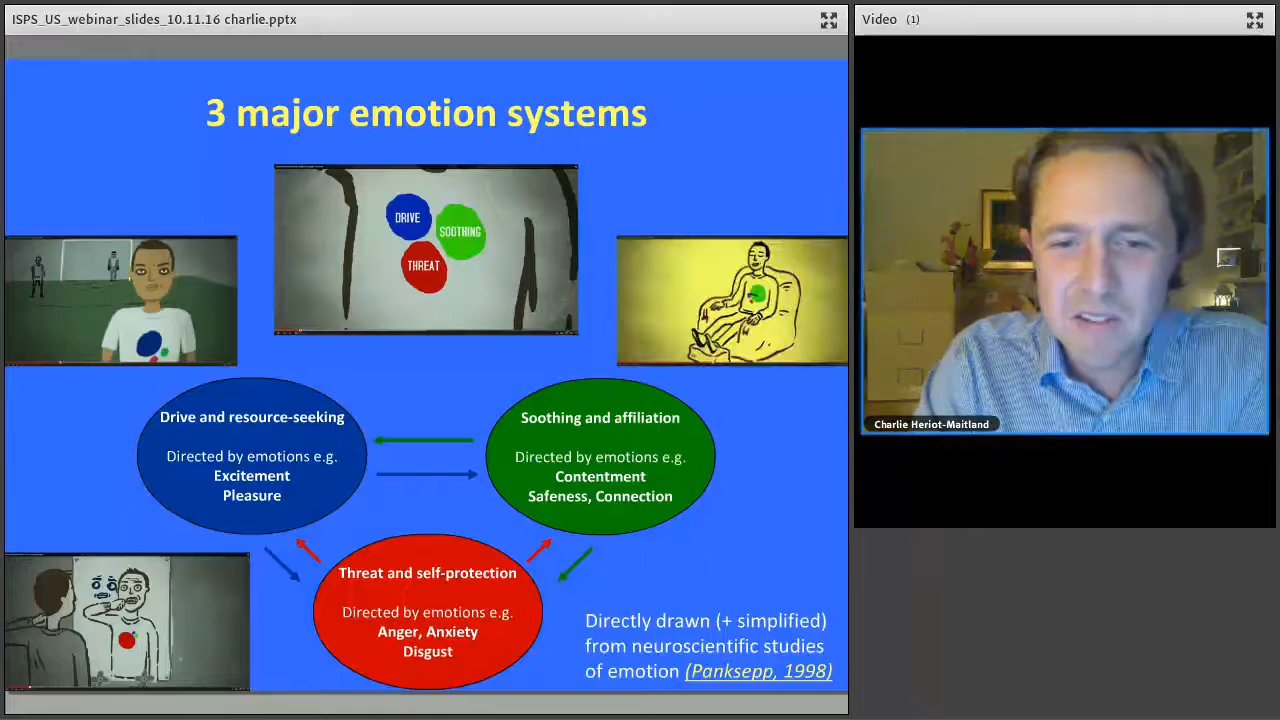 ISPS_US_webinar_slides_10.11.16 charlie.pptx
Video (1)
3 major emotion systems
DRIVE
SOOTHING
THREAT
Drive and resource-seeking
Directed by emotions e.g.
Excitement
Pleasure
Soothing and affiliation
Directed by emotions e.g.
Contentment
Safeness, Connection
Threat and self-protection
Directed by emotions e.g.
Anger, Anxiety
Disgust
Directly drawn (+ simplified)
from neuroscientific studies
of emotion (Panksepp, 1998)
Charlie Heriot-Maitland